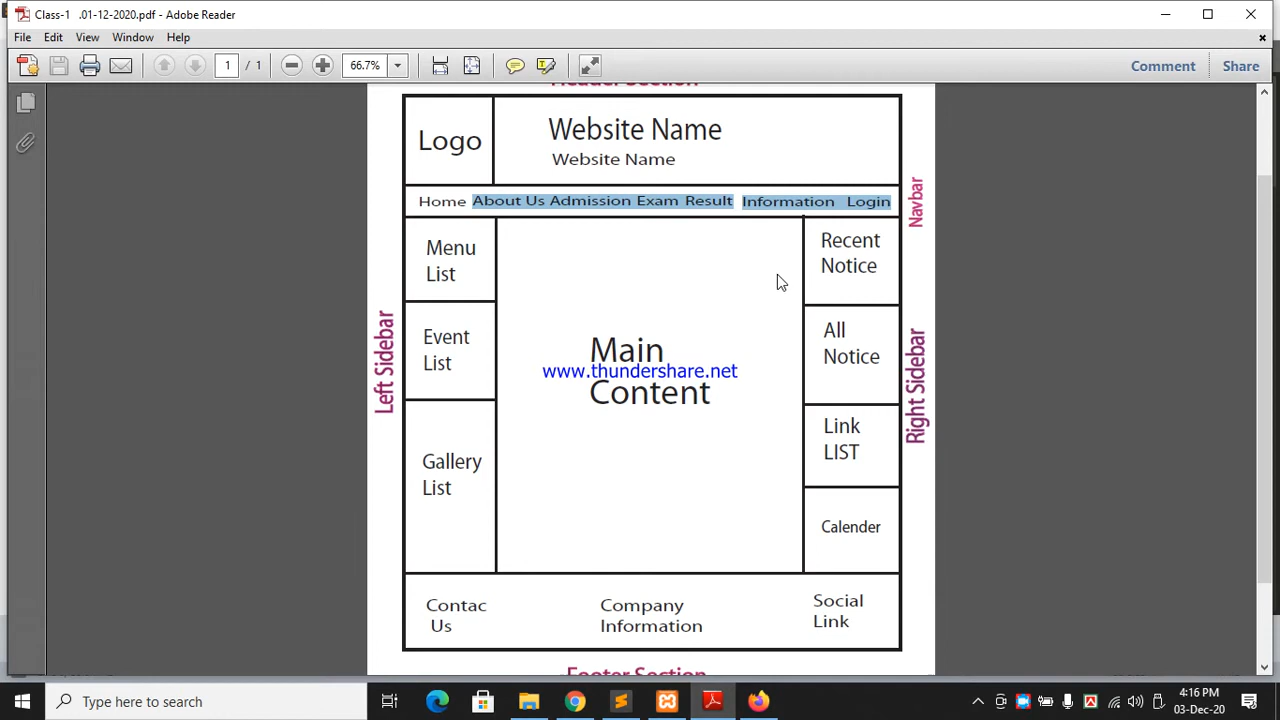 Class-1 .01-12-2020.pdf - Adobe Reader
File Edit View Window Help
1 / 1 66.7% Comment Share
Header Section
Logo
Website Name
Website Name
Home About Us Admission Exam Result Information Login
Navbar
Menu
List
Event
List
Gallery
List
Left Sidebar
Main
www.thundershare.net
Content
Recent
Notice
All
Notice
Link
LIST
Calender
Right Sidebar
Contac
Us
Company
Information
Social
Link
Footer Section
Type here to search
4:16 PM
03-Dec-20